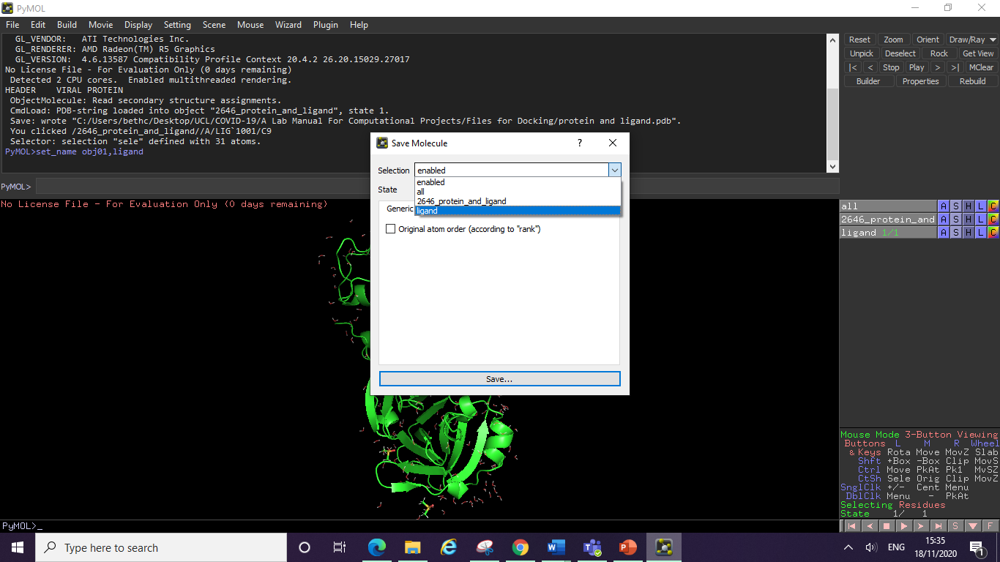 PyMOL
File Edit Build Movie Display Setting Scene Mouse Wizard Plugin Help
GL_VENDOR: ATI Technologies Inc.
GL_RENDERER: AMD Radeon(TM) R5 Graphics
GL_VERSION: 4.6.13587 Compatibility Profile Context 20.4.2 26.20.15029.27017
No License File - For Evaluation Only (0 days remaining)
Detected 2 CPU cores. Enabled multithreaded rendering.
HEADER VIRAL PROTEIN
ObjectMolecule: Read secondary structure assignments.
CmdLoad: PDB-string loaded into object "2646_protein_and_ligand", state 1.
Save: wrote "C:/Users/bethc/Desktop/UCL/COVID-19/A Lab Manual For Computational Projects/Files for Docking/protein and ligand.pdb".
You clicked /2646_protein_and_ligand//A/LIG`1001/C9
Selector: selection "sele" defined with 31 atoms.
PyMOL>set_name obj01,ligand
PyMOL>
Reset Zoom Orient Draw/Ray
Unpick Deselect Rock Get View
|< < Stop Play > >| MClear
Builder Properties Rebuild
Save Molecule ?
Selection enabled
enabled
all
2646_protein_and_ligand
ligand
State
Generic
Original atom order (according to "rank")
Save...
No License File - For Evaluation Only (0 days remaining)
all A S H L C
2646_protein_and A S H L C
ligand 1/1 A S H L C
Mouse Mode 3-Button Viewing
Buttons L M R Wheel
& Keys Rota Move MovZ Slab
Shft +Box -Box Clip MovS
Ctrl Move PkAt Pk1 MvSZ
CtSh Sele Orig Clip MovZ
SnglClk +/- Cent Menu
DblClk Menu - PkAt
Selecting Residues
State 1/ 1
S F
PyMOL>_
Type here to search
ENG
15:35
18/11/2020
1